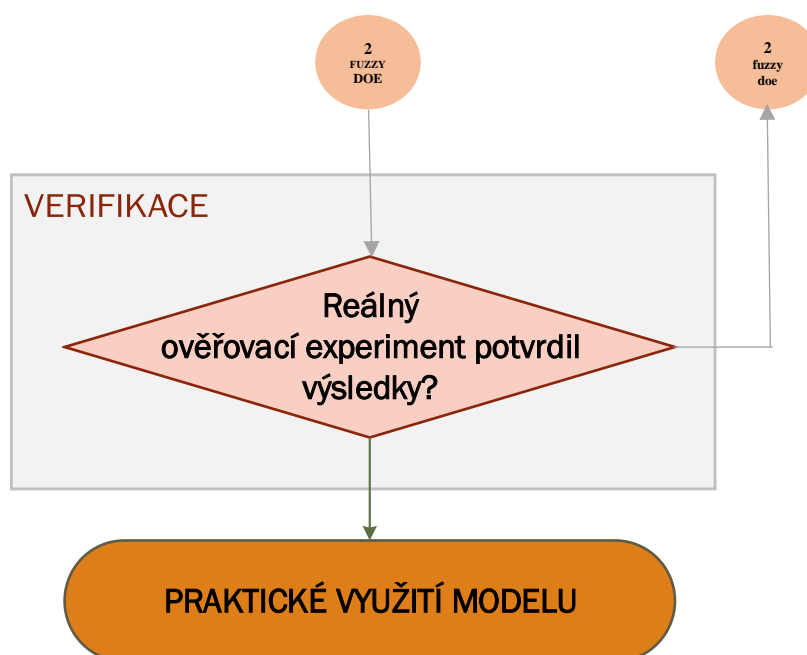 2
FUZZY
DOE
2
fuzzy
doe
VERIFIKACE
Reálný
ověřovací experiment potvrdil
výsledky?
PRAKTICKÉ VYUŽITÍ MODELU